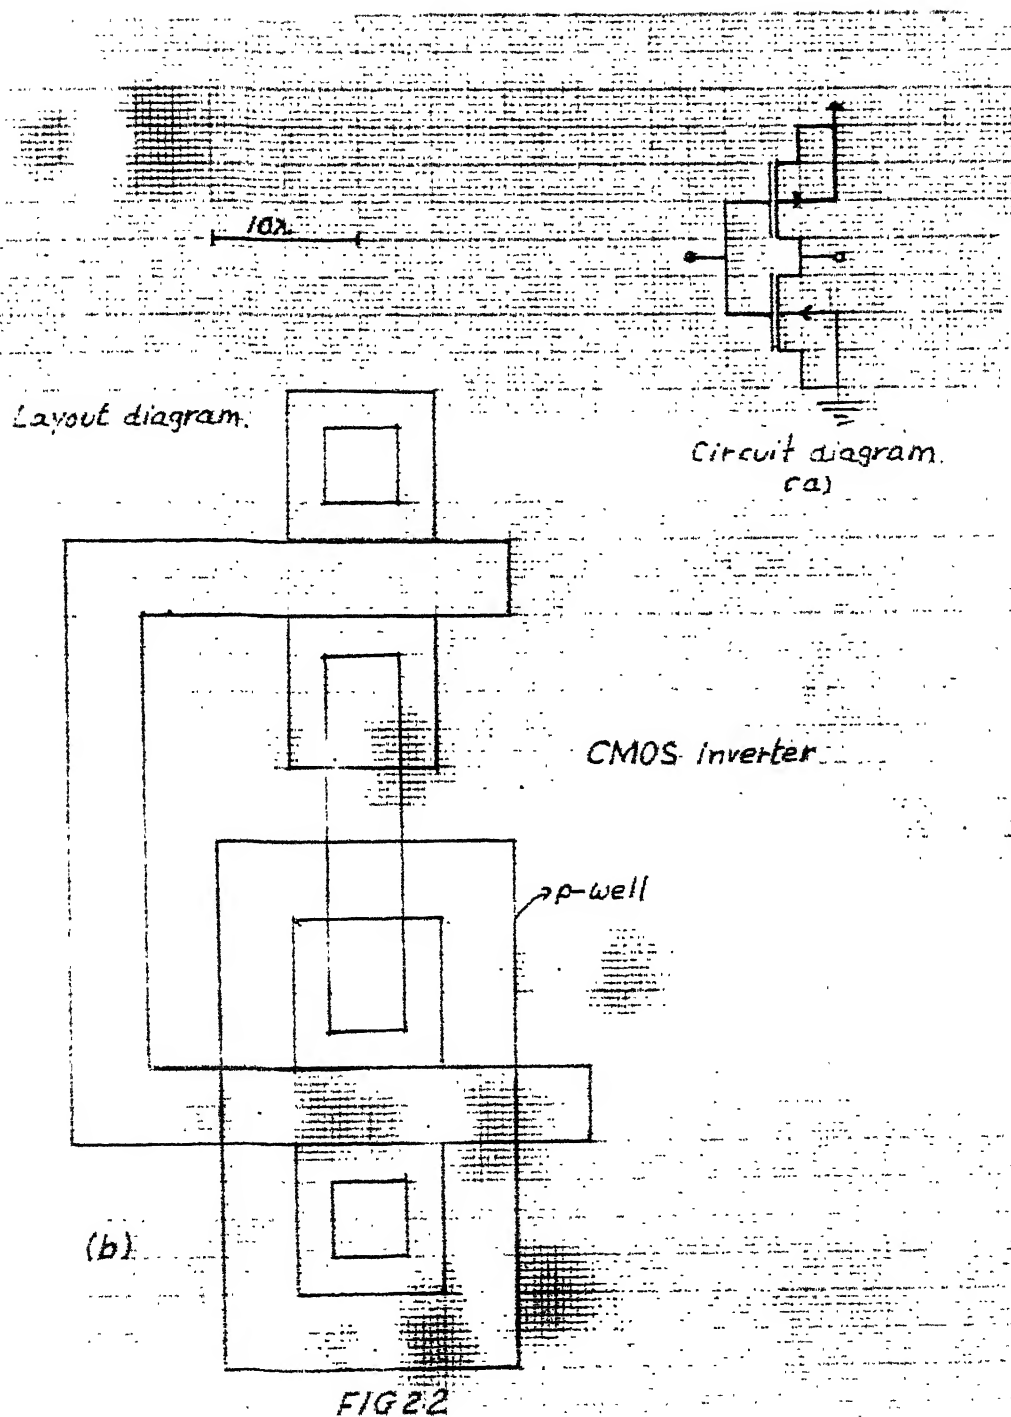 10λ
Layout diagram.
Circuit diagram.
(a)
CMOS inverter
p-well
(b)
FIG 2.2